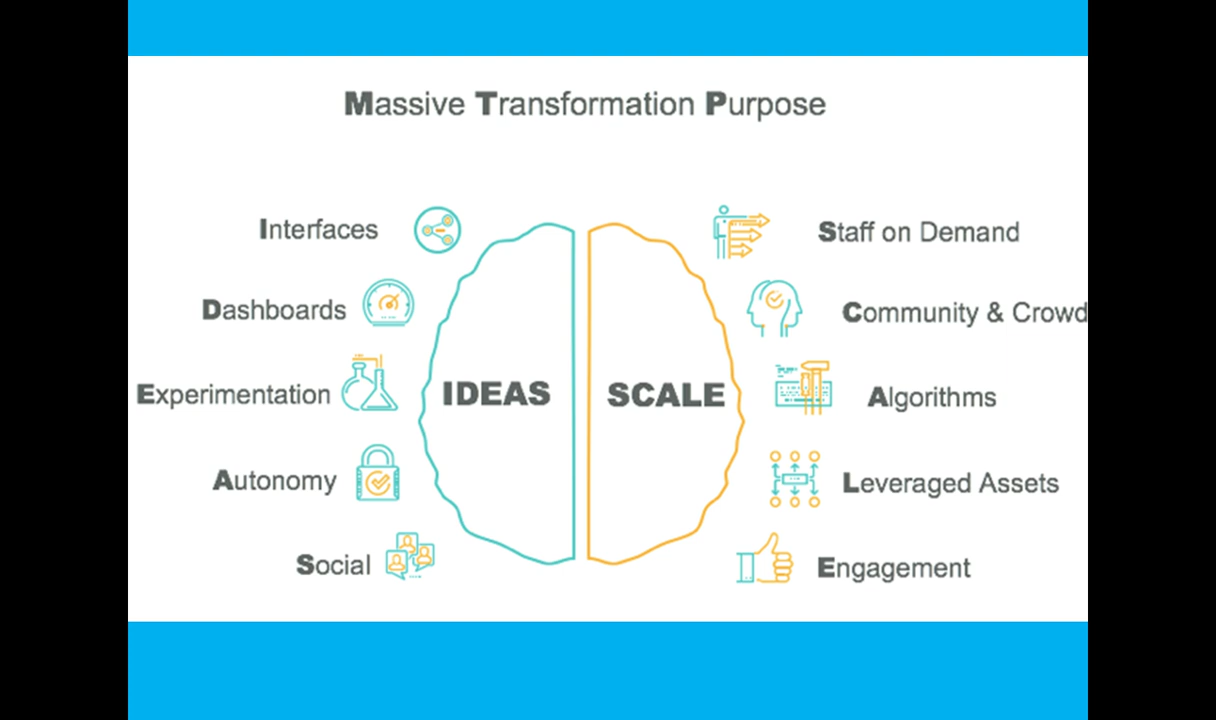 Massive Transformation Purpose
Interfaces
Dashboards
Experimentation
Autonomy
Social
IDEAS
SCALE
Staff on Demand
Community & Crowd
Algorithms
Leveraged Assets
Engagement